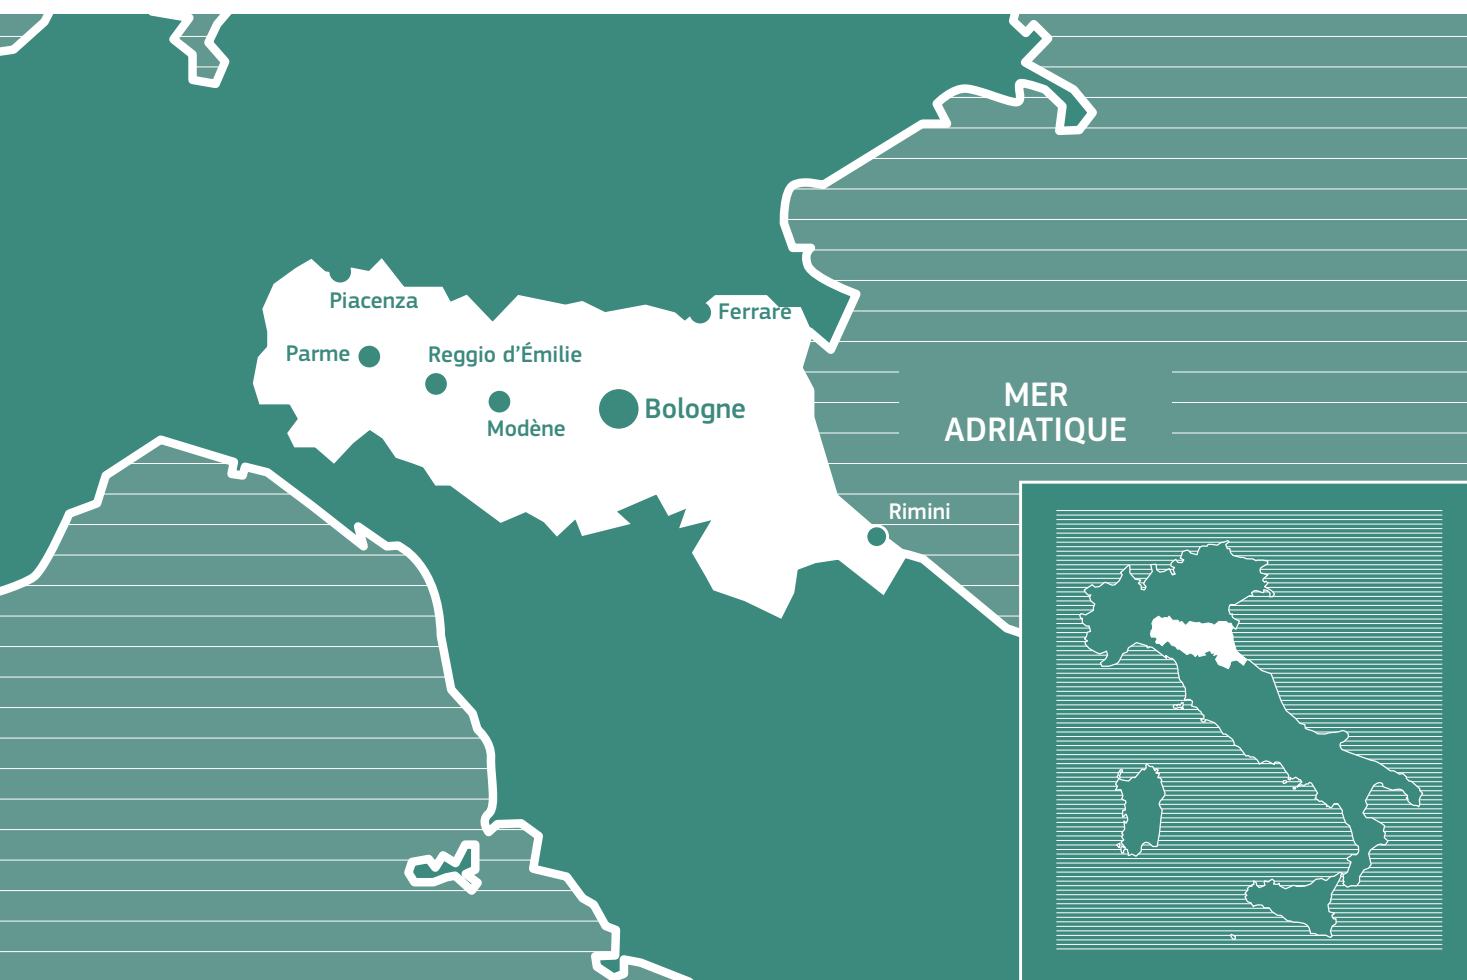 Piacenza
Ferrare
Parme
Reggio d’Émilie
Bologne
Modène
MER
ADRIATIQUE
Rimini